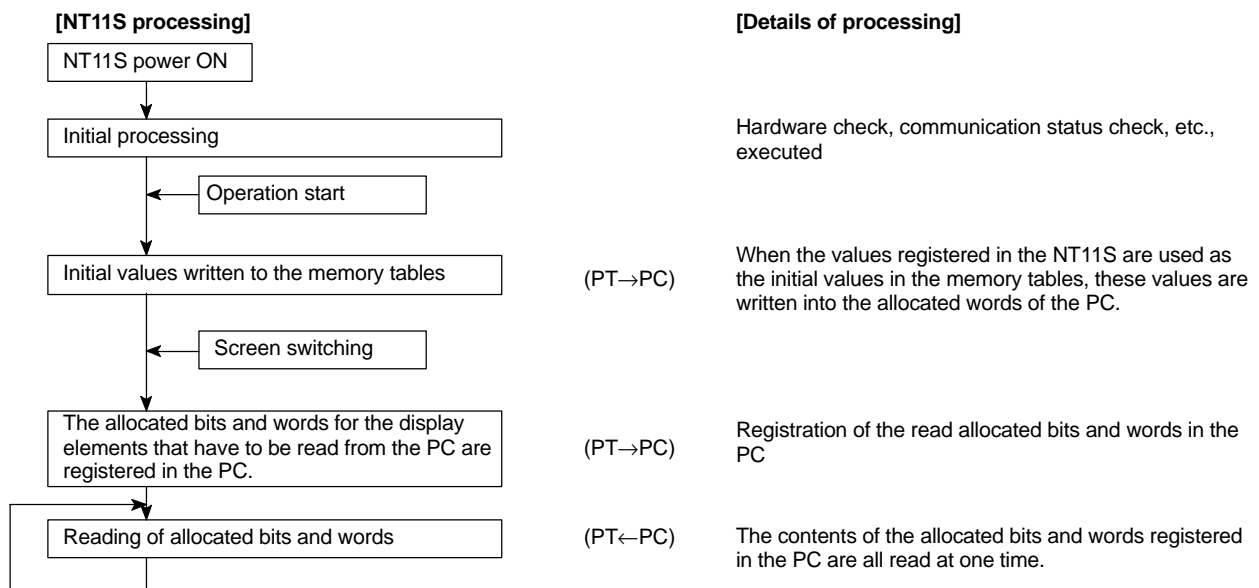 [NT11S processing]
[Details of processing]
NT11S power ON
Initial processing
Hardware check, communication status check, etc.,
executed
Operation start
Initial values written to the memory tables
(PT→PC)
When the values registered in the NT11S are used as
the initial values in the memory tables, these values are
written into the allocated words of the PC.
Screen switching
The allocated bits and words for the display
elements that have to be read from the PC are
registered in the PC.
(PT→PC)
Registration of the read allocated bits and words in the
PC
Reading of allocated bits and words
(PT←PC)
The contents of the allocated bits and words registered
in the PC are all read at one time.